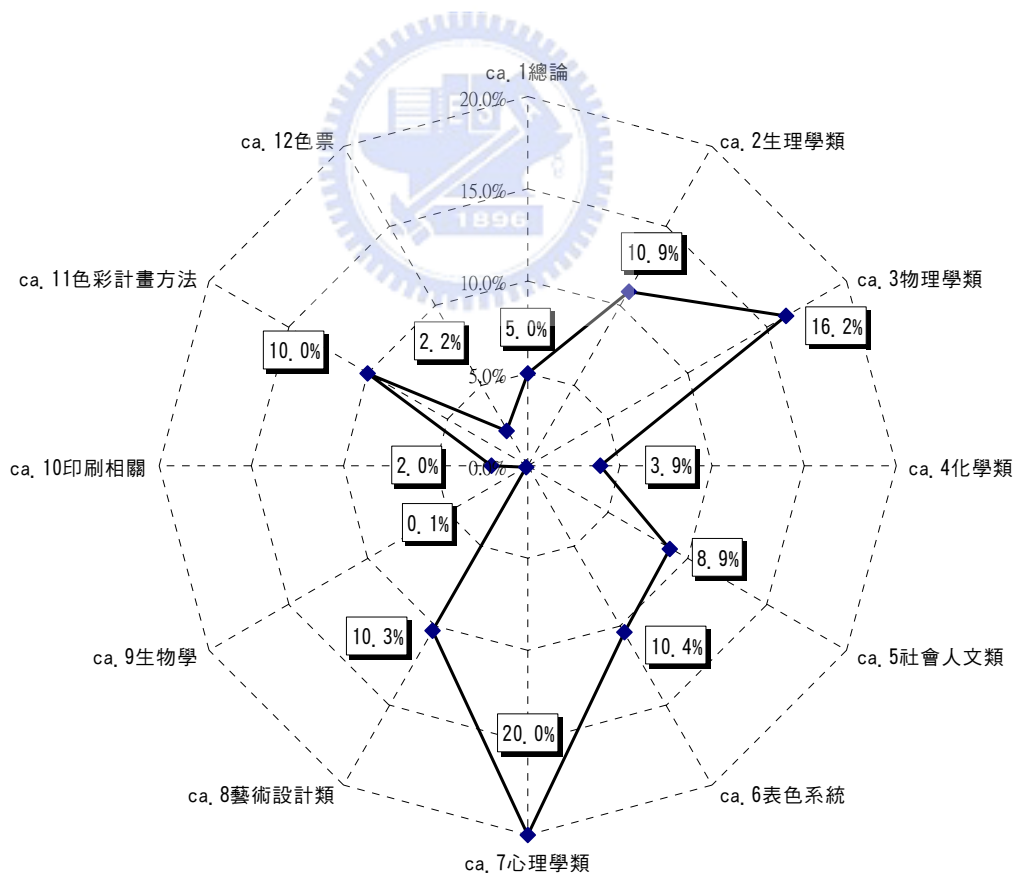 ca. 1總論
20.0%
ca. 12色票
ca. 2生理學類
15.0%
1896
10.9%
ca. 11色彩計畫方法
ca. 3物理學類
10.0%
16.2%
5.0%
2.2%
10.0%
5.0%
ca. 10印刷相關
2.0%
0.0%
3.9%
ca. 4化學類
0.1%
8.9%
10.3%
10.4%
ca. 9生物學
ca. 5社會人文類
20.0%
ca. 8藝術設計類
ca. 6表色系統
ca. 7心理學類